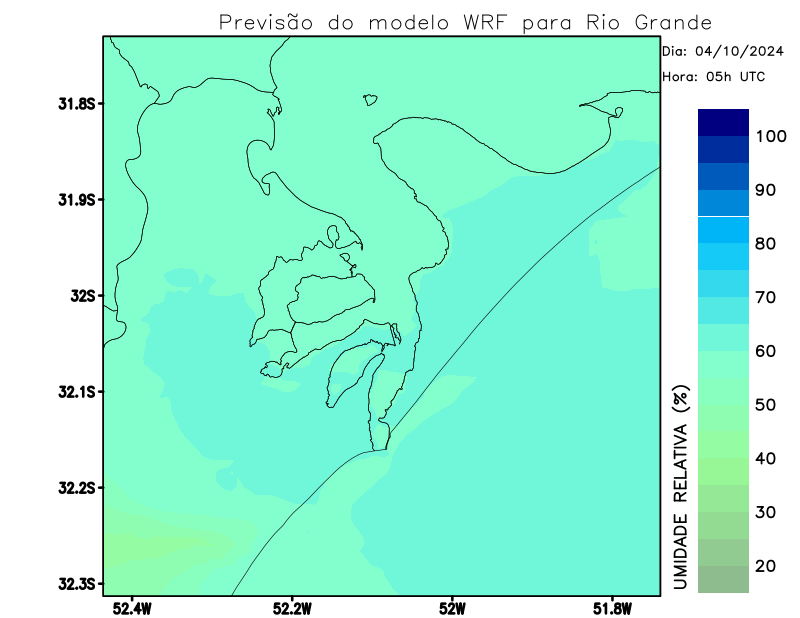 Previsão do modelo WRF para Rio Grande
Dia: 04/10/2024
Hora: 05h UTC
31.8S
31.9S
32S
32.1S
32.2S
32.3S
52.4W
52.2W
52W
51.8W
100
90
80
70
60
50
40
30
20
UMIDADE RELATIVA (%)